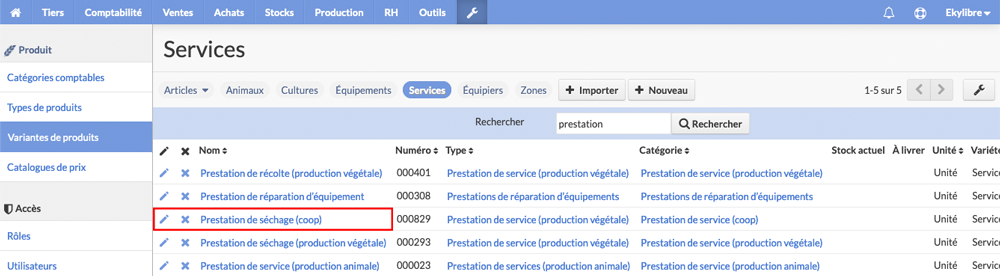 Tiers Comptabilité Ventes Achats Stocks Production RH Outils Ekylibre
Produit
Catégories comptables
Types de produits
Variantes de produits
Catalogues de prix
Accès
Rôles
Utilisateurs
Services
Articles Animaux Cultures Équipements Services Équipiers Zones Importer Nouveau 1-5 sur 5
Rechercher prestation Rechercher
Nom Numéro Type Catégorie Stock actuel À livrer Unité Variété
Prestation de récolte (production végétale) 000401 Prestation de service (production végétale) Prestation de service (production végétale) Unité Service
Prestation de réparation d'équipement 000308 Prestations de réparation d'équipements Prestations de réparation d'équipements Unité Service
Prestation de séchage (coop) 000829 Prestation de service (production végétale) Prestation de service (coop) Unité Service
Prestation de séchage (production végétale) 000293 Prestation de service (production végétale) Prestation de service (production végétale) Unité Service
Prestation de service (production animale) 000023 Prestation de services (production animale) Prestation de services (production animale) Unité Service